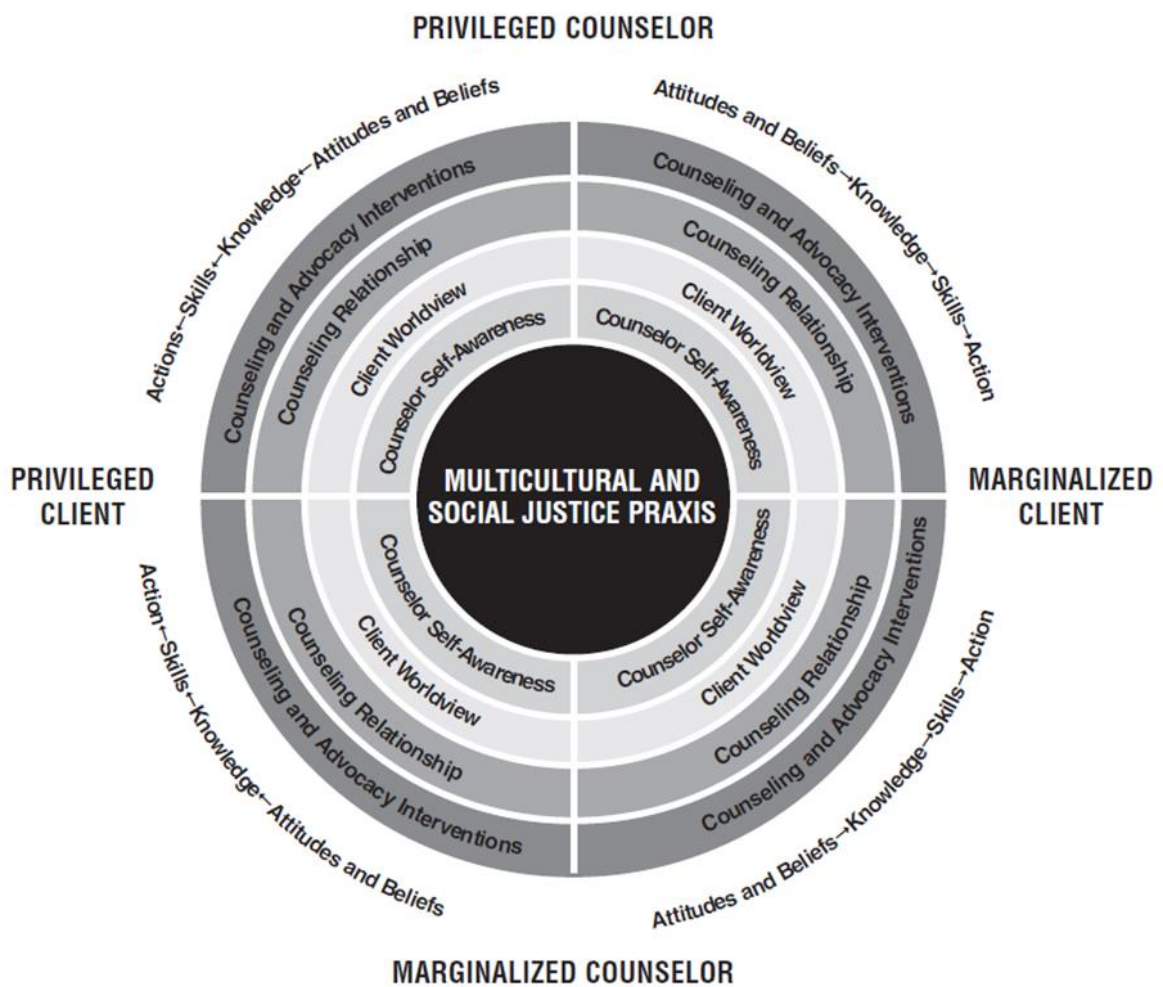 PRIVILEGED COUNSELOR
Actions←Skills←Knowledge←Attitudes and Beliefs
Attitudes and Beliefs→Knowledge→Skills→Action
Counseling and Advocacy Interventions
Counseling Relationship
Client Worldview
Counselor Self-Awareness
Counseling and Advocacy Interventions
Counseling Relationship
Client Worldview
Counselor Self-Awareness
PRIVILEGED
CLIENT
MULTICULTURAL AND
SOCIAL JUSTICE PRAXIS
MARGINALIZED
CLIENT
Counselor Self-Awareness
Client Worldview
Counseling Relationship
Counseling and Advocacy Interventions
Counselor Self-Awareness
Client Worldview
Counseling Relationship
Counseling and Advocacy Interventions
Action←Skills←Knowledge←Attitudes and Beliefs
Attitudes and Beliefs→Knowledge→Skills→Action
MARGINALIZED COUNSELOR